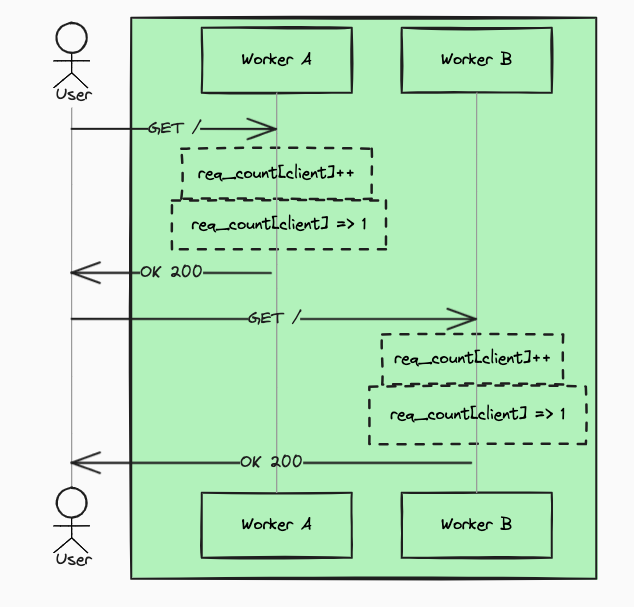 User
Worker A
Worker B
GET /
req_count[client]++
req_count[client] => 1
OK 200
GET /
req_count[client]++
req_count[client] => 1
OK 200
User
Worker A
Worker B